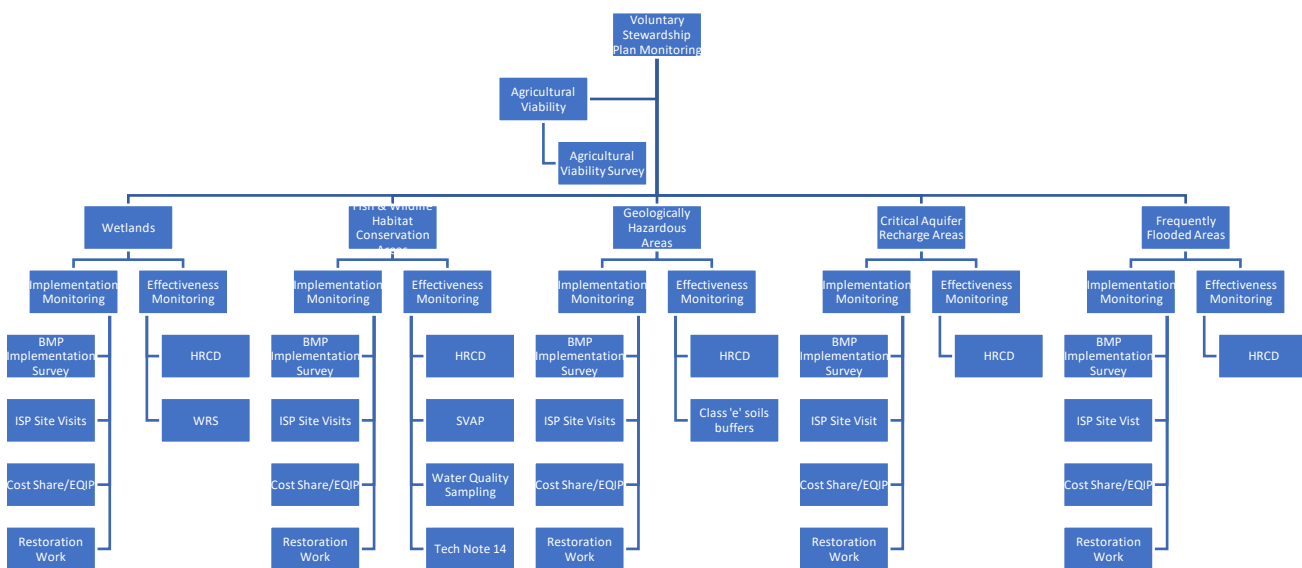 Voluntary
Stewardship
Plan Monitoring
Agricultural
Viability
Agricultural
Viability Survey
Wetlands
Fish & Wildlife
Habitat
Conservation
Areas
Geologically
Hazardous
Areas
Critical Aquifer
Recharge Areas
Frequently
Flooded Areas
Implementation
Monitoring
Effectiveness
Monitoring
Implementation
Monitoring
Effectiveness
Monitoring
Implementation
Monitoring
Effectiveness
Monitoring
Implementation
Monitoring
Effectiveness
Monitoring
Implementation
Monitoring
Effectiveness
Monitoring
BMP
Implementation
Survey
HRCD
BMP
Implementation
Survey
HRCD
BMP
Implementation
Survey
HRCD
BMP
Implementation
Survey
HRCD
BMP
Implementation
Survey
HRCD
ISP Site Visits
WRS
ISP Site Visits
SVAP
ISP Site Visits
Class 'e' soils
buffers
ISP Site Visit
ISP Site Vist
Cost Share/EQIP
Cost Share/EQIP
Water Quality
Sampling
Cost Share/EQIP
Cost Share/EQIP
Cost Share/EQIP
Restoration
Work
Restoration
Work
Tech Note 14
Restoration
Work
Restoration
Work
Restoration
Work